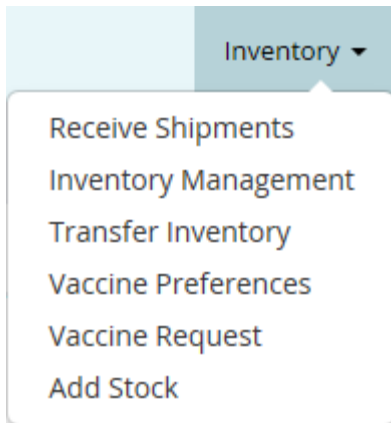 Inventory
Receive Shipments
Inventory Management
Transfer Inventory
Vaccine Preferences
Vaccine Request
Add Stock